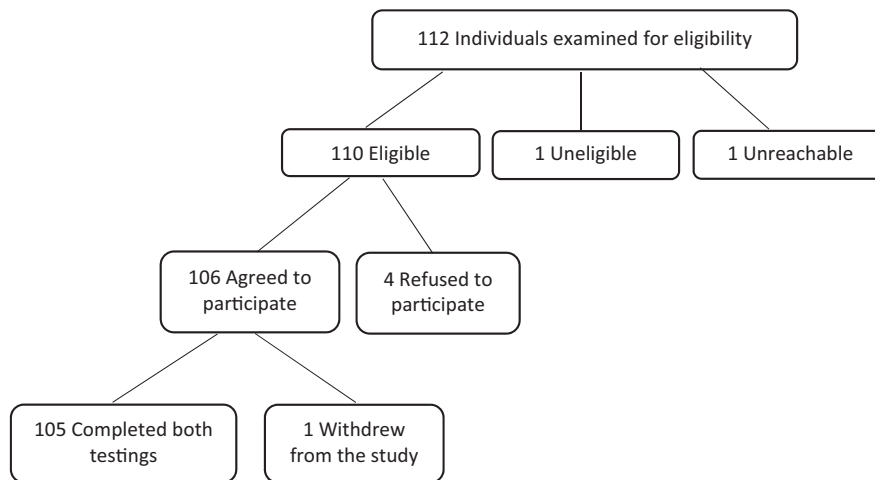 112 Individuals examined for eligibility
110 Eligible
1 Uneligible
1 Unreachable
106 Agreed to
participate
4 Refused to
participate
105 Completed both
testings
1 Withdrew
from the study